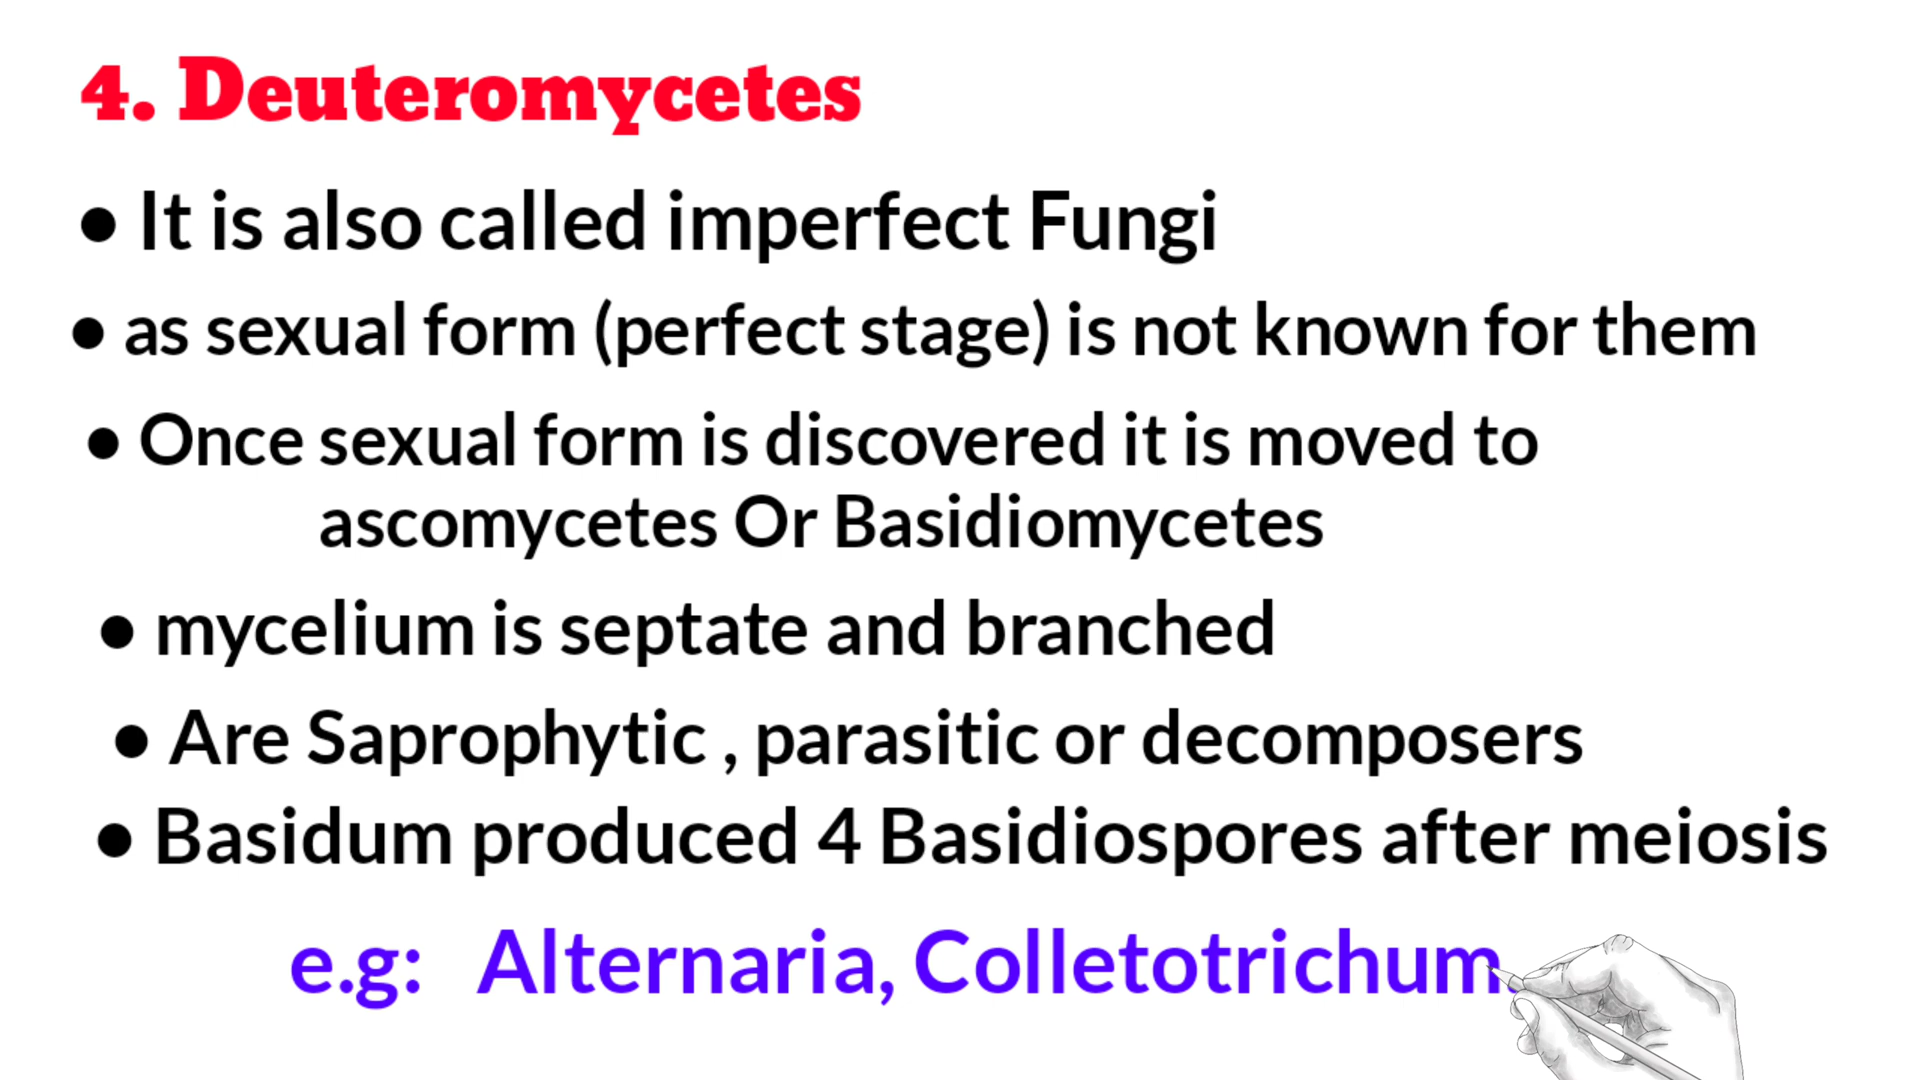 4. Deuteromycetes
● It is also called imperfect Fungi
● as sexual form (perfect stage) is not known for them
● Once sexual form is discovered it is moved to
ascomycetes Or Basidiomycetes
● mycelium is septate and branched
● Are Saprophytic , parasitic or decomposers
● Basidum produced 4 Basidiospores after meiosis
e.g: Alternaria, Colletotrichum.